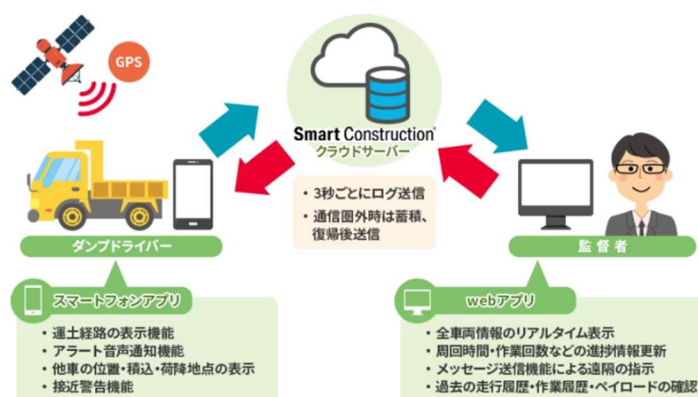 GPS
Smart Construction®
クラウドサーバー
・3秒ごとにログ送信
・通信圏外時は蓄積、
復帰後送信
ダンプドライバー
監督者
スマートフォンアプリ
・運土経路の表示機能
・アラート音声通知機能
・他車の位置・積込・荷降地点の表示
・接近警告機能
webアプリ
・全車両情報のリアルタイム表示
・周回時間・作業回数などの進捗情報更新
・メッセージ送信機能による遠隔の指示
・過去の走行履歴・作業履歴・ペイロードの確認